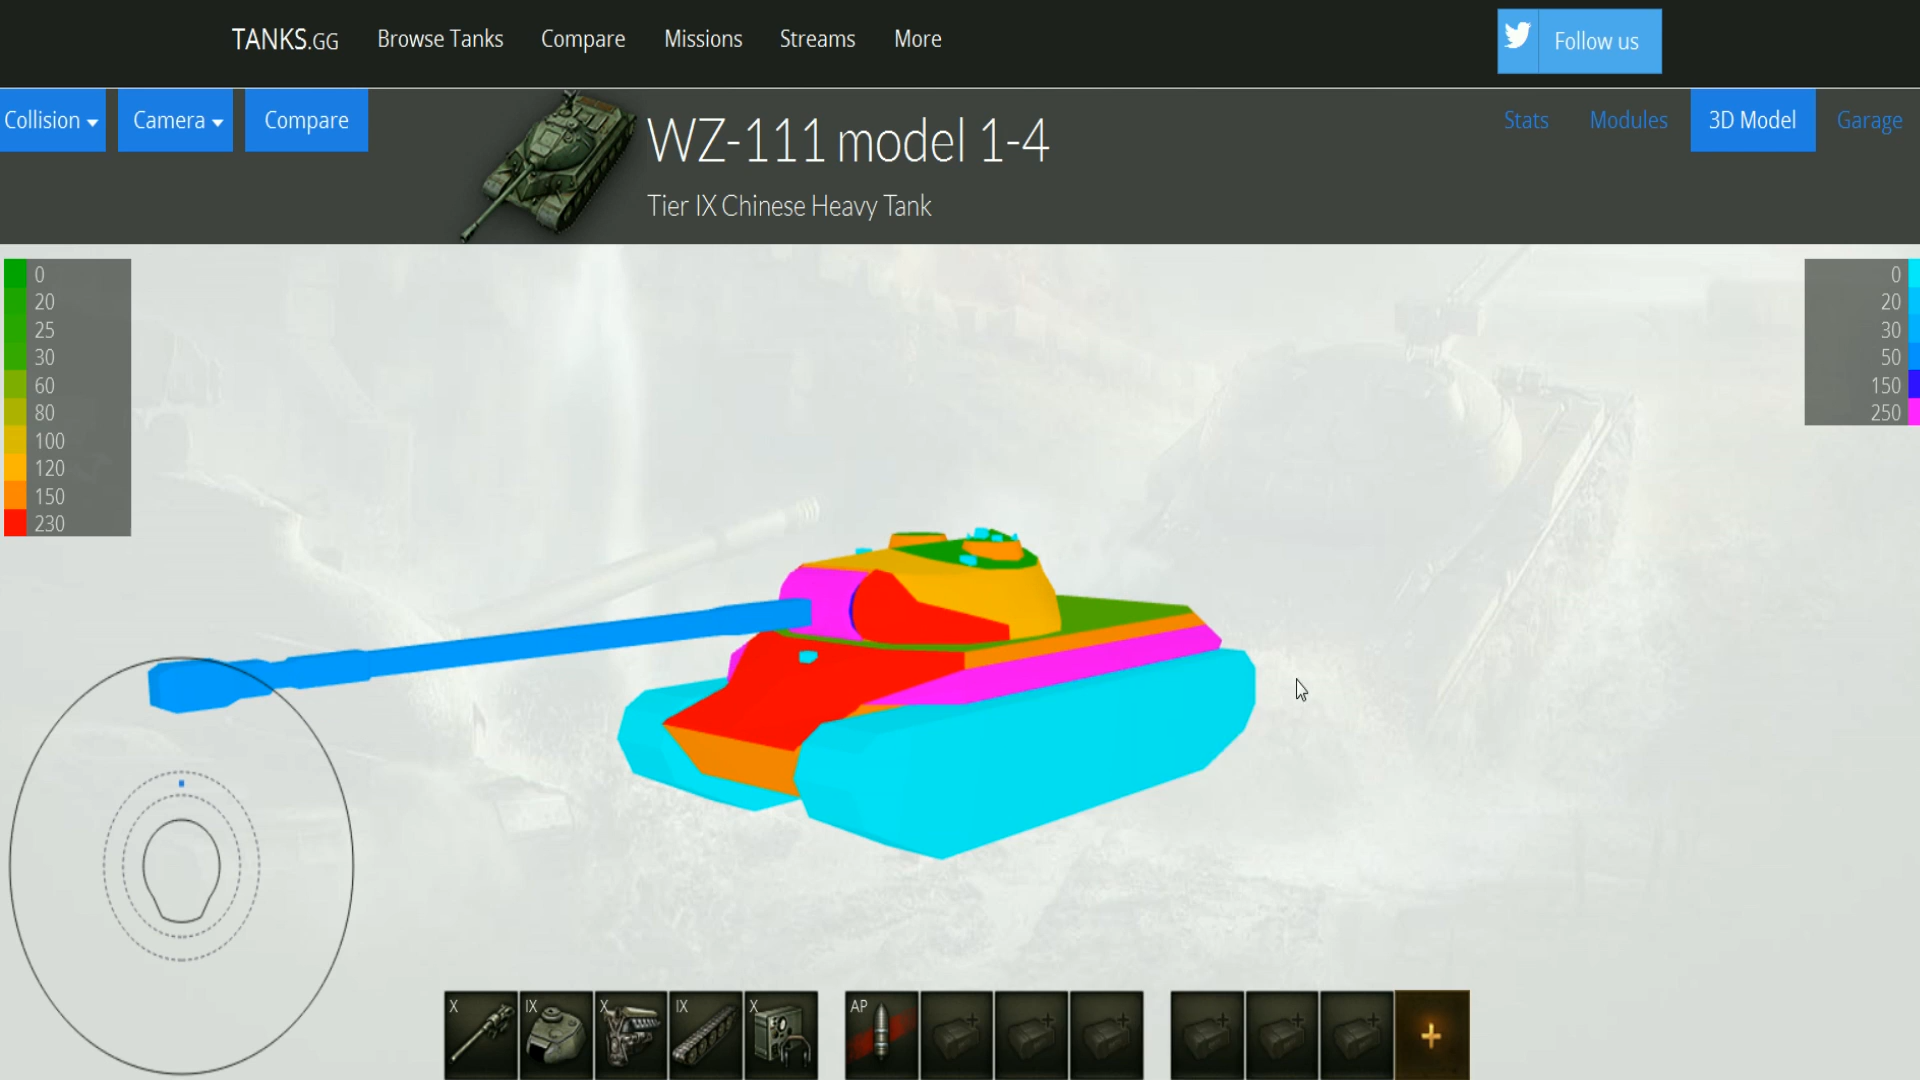 TANKS.GG Browse Tanks Compare Missions Streams More Follow us
Collision Camera Compare
WZ-111 model 1-4
Tier IX Chinese Heavy Tank
Stats Modules 3D Model Garage
0
20
25
30
60
80
100
120
150
230
0
20
30
50
150
250
X IX X IX X AP